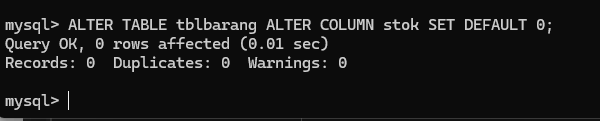 mysql> ALTER TABLE tblbarang ALTER COLUMN stok SET DEFAULT 0;
Query OK, 0 rows affected (0.01 sec)
Records: 0  Duplicates: 0  Warnings: 0
mysql>